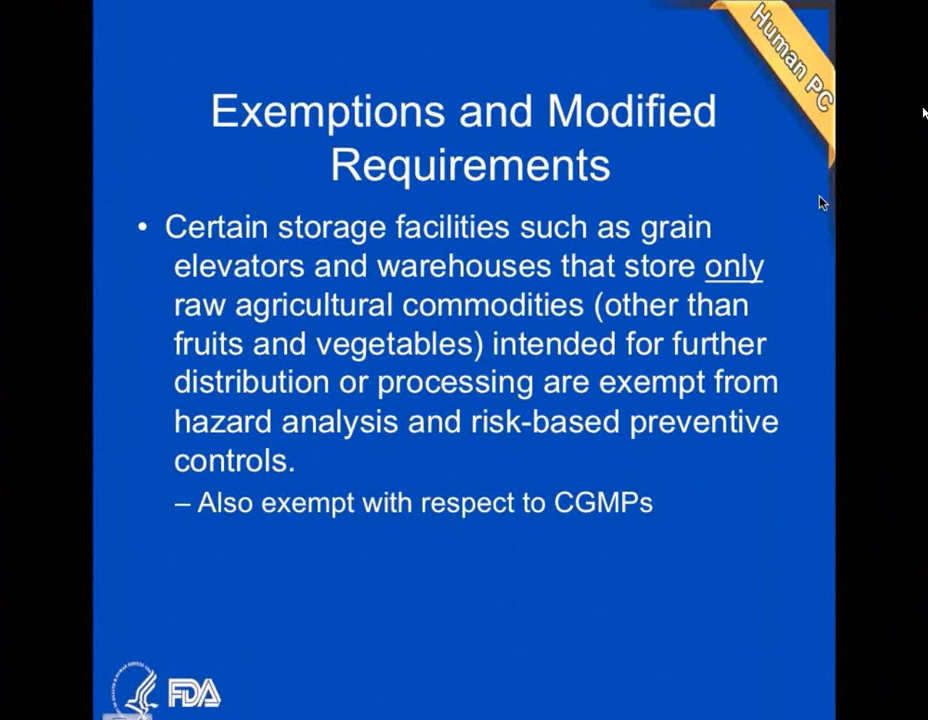 Human PC
Exemptions and Modified
Requirements
• Certain storage facilities such as grain
elevators and warehouses that store only
raw agricultural commodities (other than
fruits and vegetables) intended for further
distribution or processing are exempt from
hazard analysis and risk-based preventive
controls.
– Also exempt with respect to CGMPs
FDA